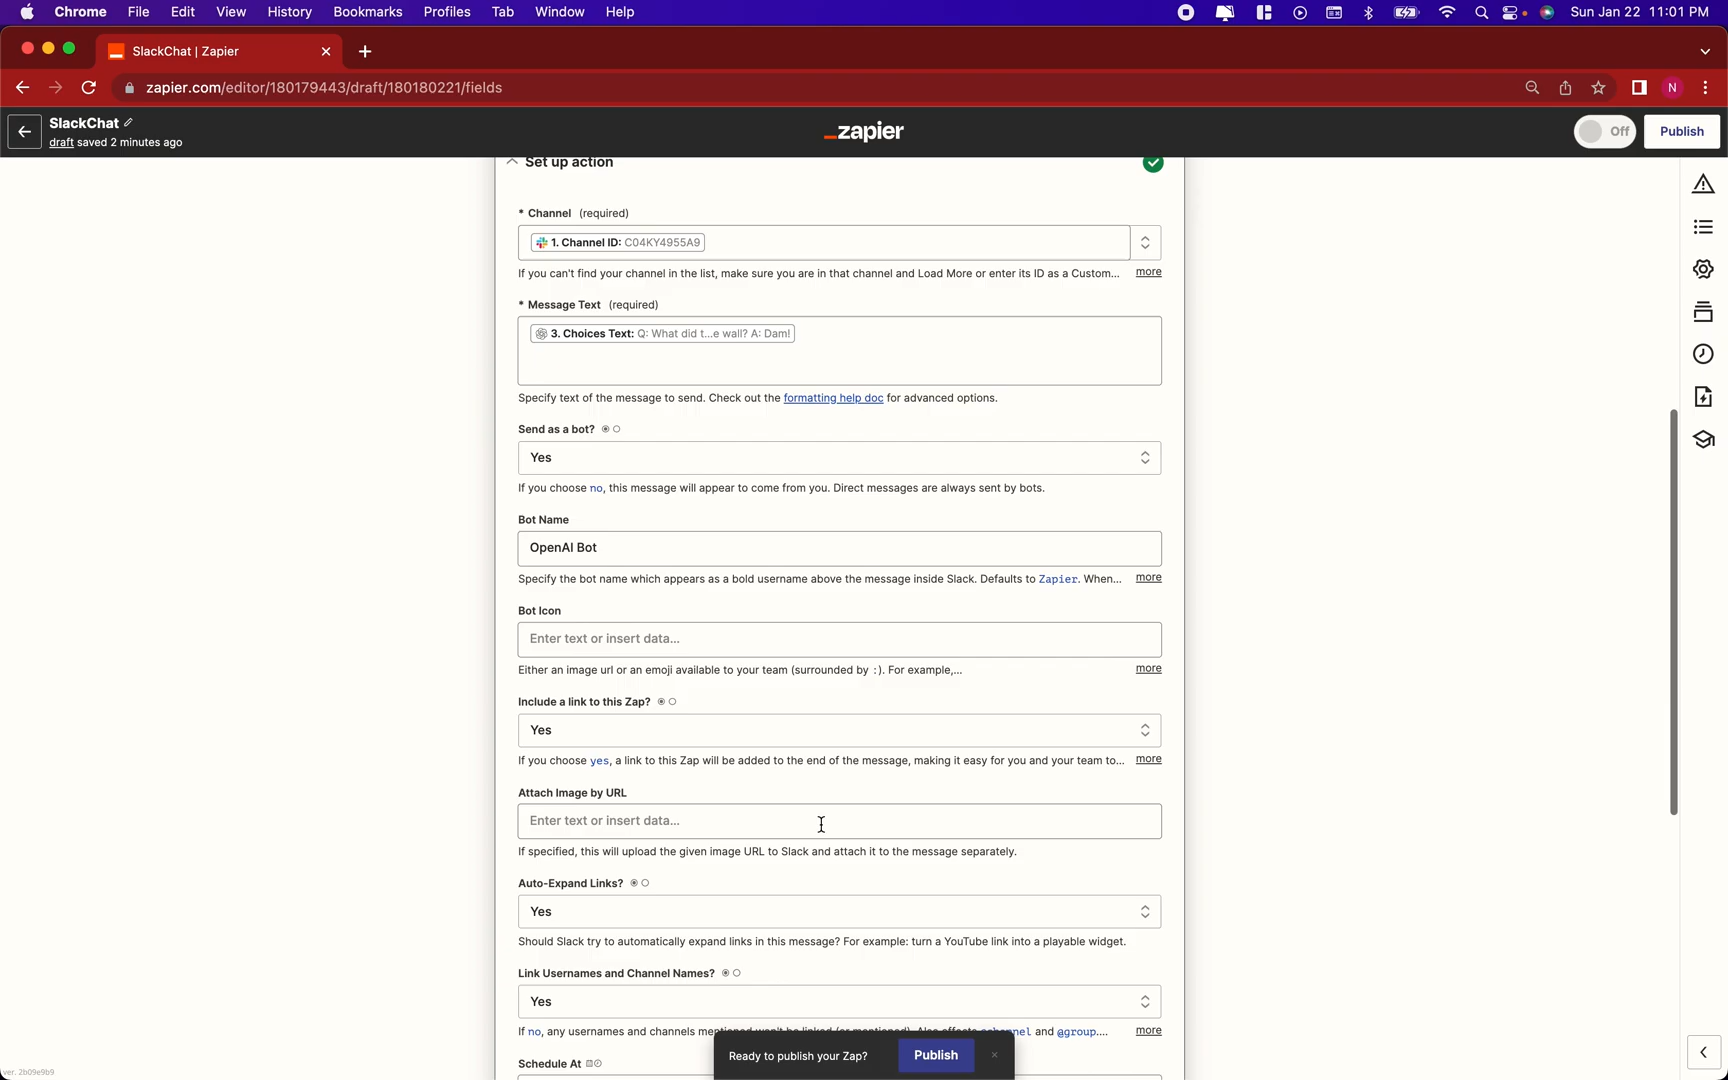 Chrome File Edit View History Bookmarks Profiles Tab Window Help Sun Jan 22 11:01 PM
SlackChat | Zapier
zapier.com/editor/180179443/draft/180180221/fields N
SlackChat
draft saved 2 minutes ago
_zapier
Off
Publish
Set up action
* Channel (required)
1. Channel ID: C04KY4955A9
If you can't find your channel in the list, make sure you are in that channel and Load More or enter its ID as a Custom... more
* Message Text (required)
3. Choices Text: Q: What did t...e wall? A: Dam!
Specify text of the message to send. Check out the formatting help doc for advanced options.
Send as a bot?
Yes
If you choose no, this message will appear to come from you. Direct messages are always sent by bots.
Bot Name
OpenAI Bot
Specify the bot name which appears as a bold username above the message inside Slack. Defaults to Zapier. When... more
Bot Icon
Enter text or insert data...
Either an image url or an emoji available to your team (surrounded by :). For example,... more
Include a link to this Zap?
Yes
If you choose yes, a link to this Zap will be added to the end of the message, making it easy for you and your team to... more
Attach Image by URL
Enter text or insert data...
If specified, this will upload the given image URL to Slack and attach it to the message separately.
Auto-Expand Links?
Yes
Should Slack try to automatically expand links in this message? For example: turn a YouTube link into a playable widget.
Link Usernames and Channel Names?
Yes
If no, any usernames and channels and @group.... more
Ready to publish your Zap? Publish ×
Schedule At
ver. 2b09e9b9